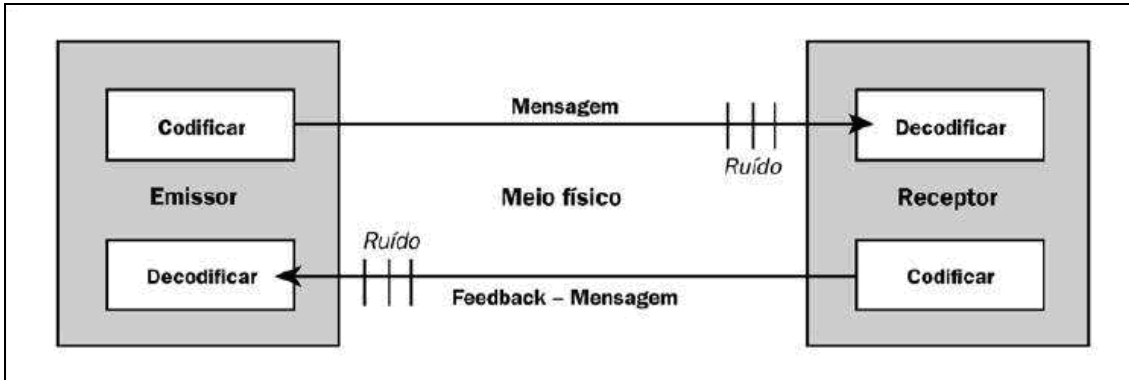 Mensagem
Codificar
Decodificar
Ruído
Emissor
Meio físico
Receptor
Ruído
Decodificar
Codificar
Feedback – Mensagem